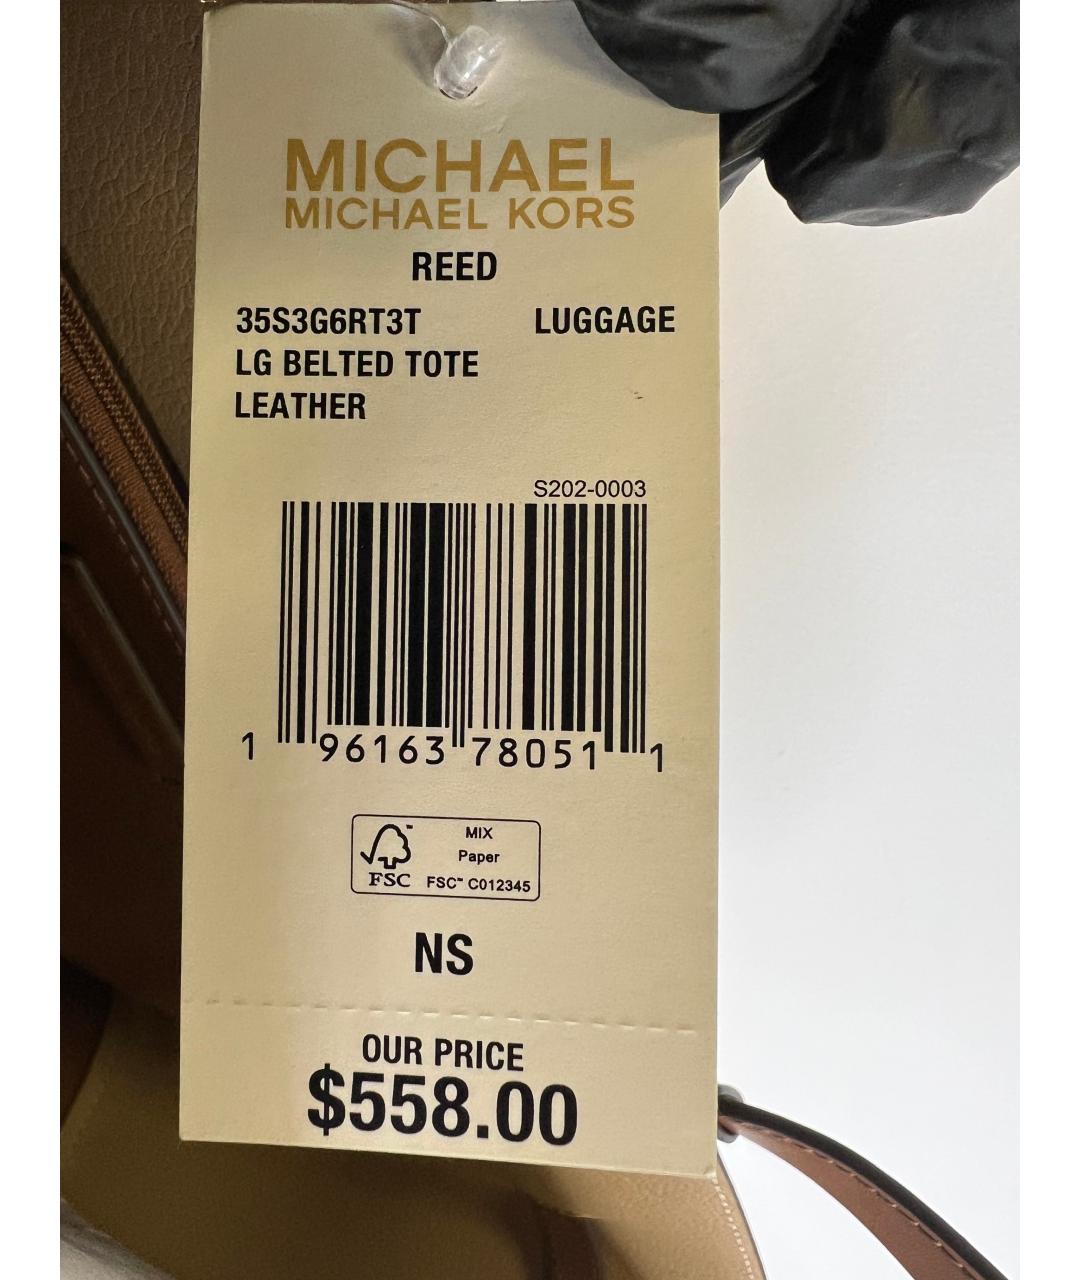 MICHAEL
MICHAEL KORS
REED
35S3G6RT3T LUGGAGE
LG BELTED TOTE
LEATHER
S202-0003
1 96163 78051 1
FSC
MIX
Paper
FSC™ C012345
NS
OUR PRICE
$558.00